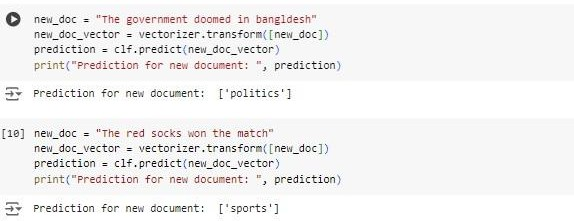 new_doc = "The government doomed in bangldesh"
new_doc_vector = vectorizer.transform([new_doc])
prediction = clf.predict(new_doc_vector)
print("Prediction for new document: ", prediction)
Prediction for new document:  ['politics']
[10] new_doc = "The red socks won the match"
new_doc_vector = vectorizer.transform([new_doc])
prediction = clf.predict(new_doc_vector)
print("Prediction for new document: ", prediction)
Prediction for new document:  ['sports']